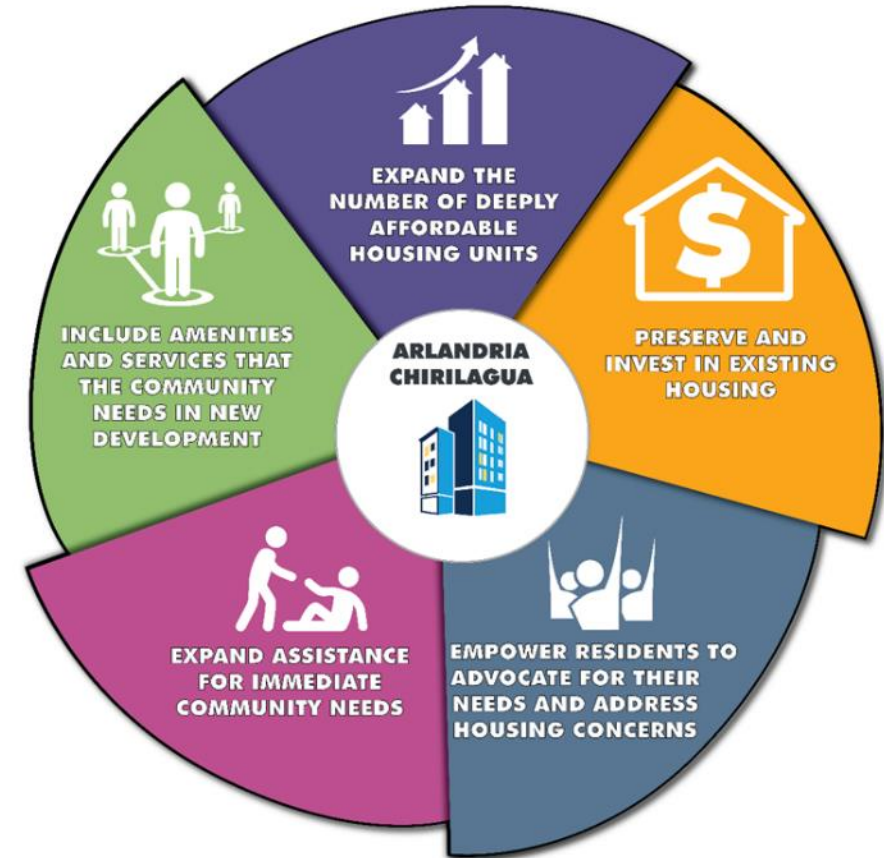 EXPAND THE
NUMBER OF DEEPLY
AFFORDABLE
HOUSING UNITS
PRESERVE AND
INVEST IN EXISTING
HOUSING
EMPOWER RESIDENTS TO
ADVOCATE FOR THEIR
NEEDS AND ADDRESS
HOUSING CONCERNS
EXPAND ASSISTANCE
FOR IMMEDIATE
COMMUNITY NEEDS
INCLUDE AMENITIES
AND SERVICES THAT
THE COMMUNITY
NEEDS IN NEW
DEVELOPMENT
ARLANDRIA
CHIRILAGUA
$